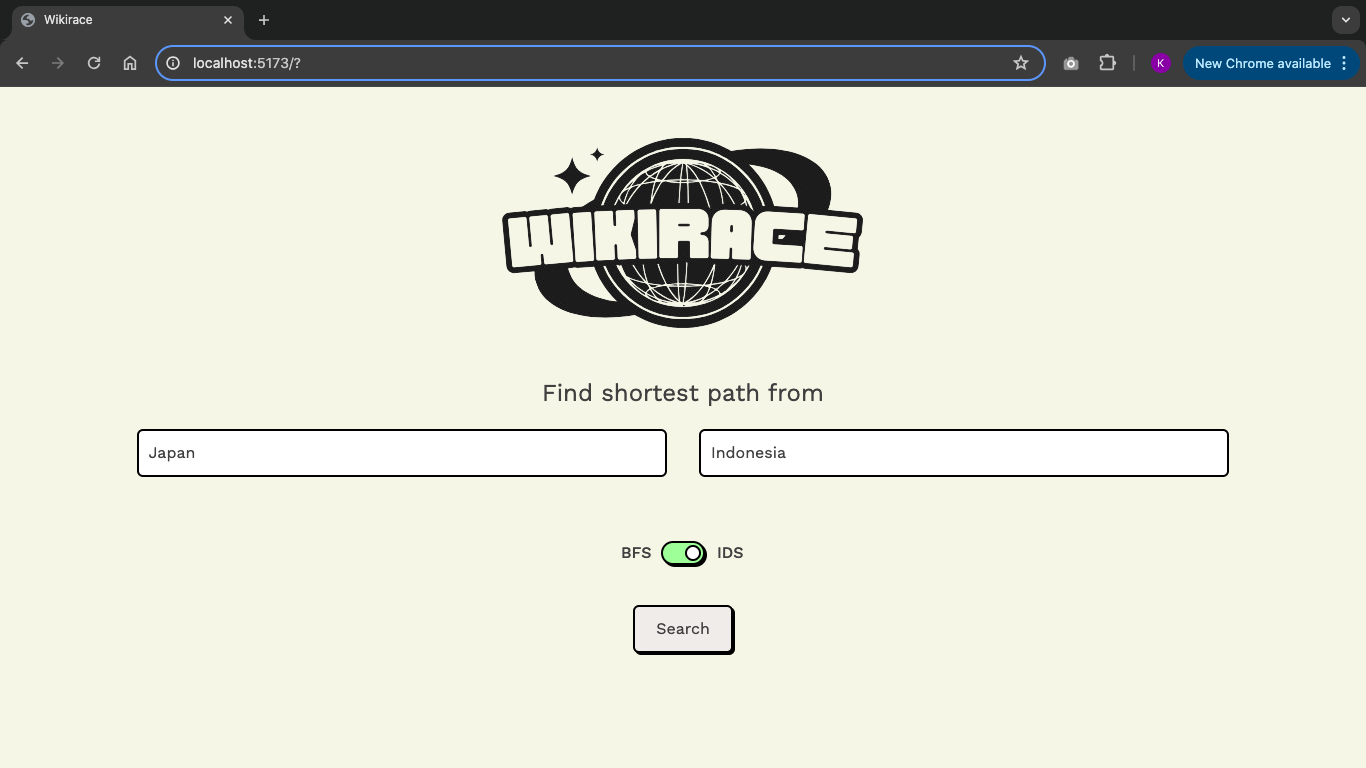 Wikirace
localhost:5173/?
K
New Chrome available
WIKIRACE
Find shortest path from
Japan
Indonesia
BFS IDS
Search